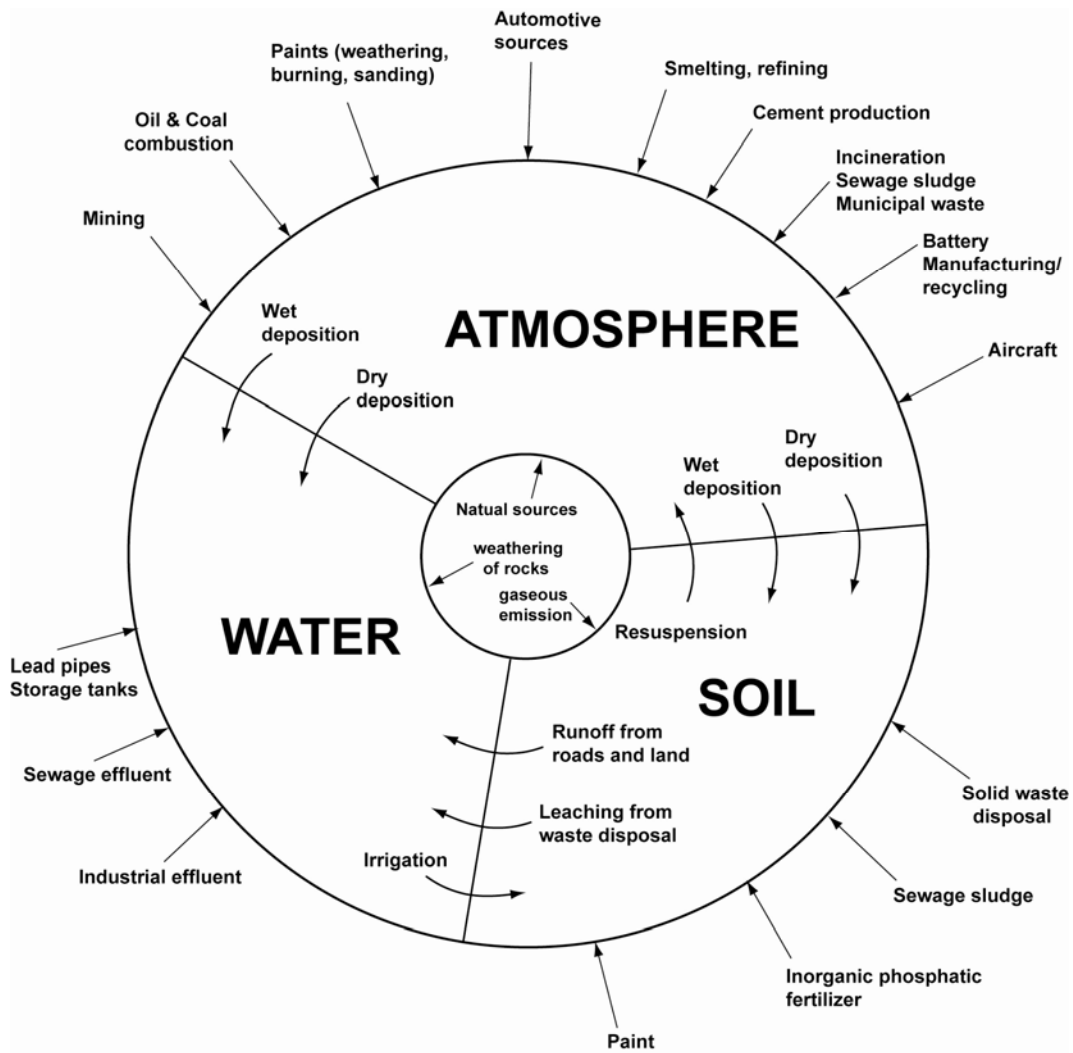 Automotive
sources
Paints (weathering,
burning, sanding)
Smelting, refining
Oil & Coal
combustion
Cement production
Incineration
Sewage sludge
Municipal waste
Mining
Battery
Manufacturing/
recycling
Wet
deposition
ATMOSPHERE
Aircraft
Dry
deposition
Wet
deposition
Dry
deposition
Natual sources
weathering
of rocks
gaseous
emission
Resuspension
WATER
Lead pipes
Storage tanks
SOIL
Runoff from
roads and land
Sewage effluent
Solid waste
disposal
Leaching from
waste disposal
Irrigation
Industrial effluent
Sewage sludge
Inorganic phosphatic
fertilizer
Paint